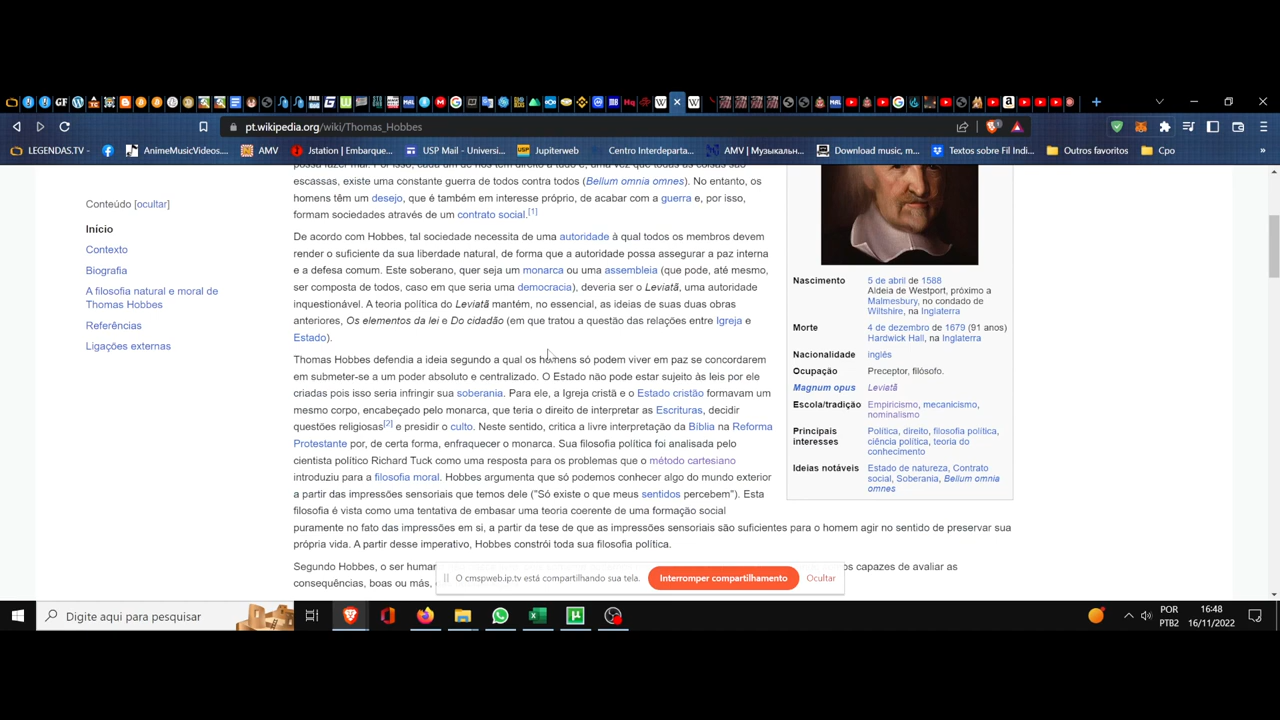 pt.wikipedia.org/wiki/Thomas_Hobbes
LEGENDAS.TV -
AnimeMusicVideos....
AMV
Jstation | Embarque...
USP Mail - Universi...
Jupiterweb
Centro Interdeparta...
AMV | Музыкальн...
Download music, m...
Textos sobre Fil Indi...
Outros favoritos
Cpo
»
Conteúdo [ocultar]
Início
Contexto
Biografia
A filosofia natural e moral de
Thomas Hobbes
Referências
Ligações externas
escassas, existe uma constante guerra de todos contra todos (Bellum omnia omnes). No entanto, os
homens têm um desejo, que é também em interesse próprio, de acabar com a guerra e, por isso,
formam sociedades através de um contrato social.[1]
De acordo com Hobbes, tal sociedade necessita de uma autoridade à qual todos os membros devem
render o suficiente da sua liberdade natural, de forma que a autoridade possa assegurar a paz interna
e a defesa comum. Este soberano, quer seja um monarca ou uma assembleia (que pode, até mesmo,
ser composta de todos, caso em que seria uma democracia), deveria ser o Leviatã, uma autoridade
inquestionável. A teoria política do Leviatã mantém, no essencial, as ideias de suas duas obras
anteriores, Os elementos da lei e Do cidadão (em que tratou a questão das relações entre Igreja e
Estado).
Thomas Hobbes defendia a ideia segundo a qual os homens só podem viver em paz se concordarem
em submeter-se a um poder absoluto e centralizado. O Estado não pode estar sujeito às leis por ele
criadas pois isso seria infringir sua soberania. Para ele, a Igreja cristã e o Estado cristão formavam um
mesmo corpo, encabeçado pelo monarca, que teria o direito de interpretar as Escrituras, decidir
questões religiosas[2] e presidir o culto. Neste sentido, critica a livre interpretação da Bíblia na Reforma
Protestante por, de certa forma, enfraquecer o monarca. Sua filosofia política foi analisada pelo
cientista político Richard Tuck como uma resposta para os problemas que o método cartesiano
introduziu para a filosofia moral. Hobbes argumenta que só podemos conhecer algo do mundo exterior
a partir das impressões sensoriais que temos dele ("Só existe o que meus sentidos percebem"). Esta
filosofia é vista como uma tentativa de embasar uma teoria coerente de uma formação social
puramente no fato das impressões em si, a partir da tese de que as impressões sensoriais são suficientes para o homem agir no sentido de preservar sua
própria vida. A partir desse imperativo, Hobbes constrói toda sua filosofia política.
Segundo Hobbes, o ser human
os capazes de avaliar as
consequências, boas ou más,
Nascimento 5 de abril de 1588
Aldeia de Westport, próximo a
Malmesbury, no condado de
Wiltshire, na Inglaterra
Morte 4 de dezembro de 1679 (91 anos)
Hardwick Hall, na Inglaterra
Nacionalidade inglês
Ocupação Preceptor, filósofo.
Magnum opus Leviatã
Escola/tradição Empiricismo, mecanicismo,
nominalismo
Principais interesses Política, direito, filosofia política,
ciência política, teoria do
conhecimento
Ideias notáveis Estado de natureza, Contrato
social, Soberania, Bellum omnia
omnes
O cmspweb.ip.tv está compartilhando sua tela.
Interromper compartilhamento
Ocultar
Digite aqui para pesquisar
POR
PTB2
16:48
16/11/2022